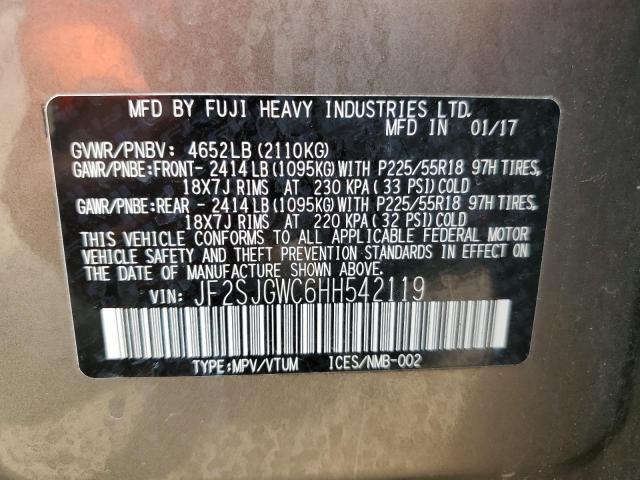 MFD BY FUJI HEAVY INDUSTRIES LTD.
MFD IN 01/17
GVWR/PNBV: 4652LB (2110KG)
GAWR/PNBE:FRONT- 2414LB (1095KG) WITH P225/55R18 97H TIRES,
18X7J RIMS AT 230 KPA (33 PSI) COLD
GAWR/PNBE:REAR - 2414LB (1095KG) WITH P225/55R18 97H TIRES,
18X7J RIMS AT 220 KPA (32 PSI) COLD
THIS VEHICLE CONFORMS TO ALL APPLICABLE FEDERAL MOTOR
VEHICLE SAFETY AND THEFT PREVENTION STANDARDS IN EFFECT ON
THE DATE OF MANUFACTURE SHOWN ABOVE.
VIN: JF2SJGWC6HH542119
TYPE:MPV/VTUM ICES/NMB-002